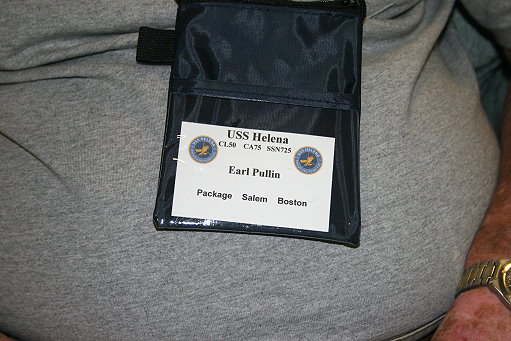 USS Helena
CL50 CA75 SSN725
Earl Pullin
Package Salem Boston